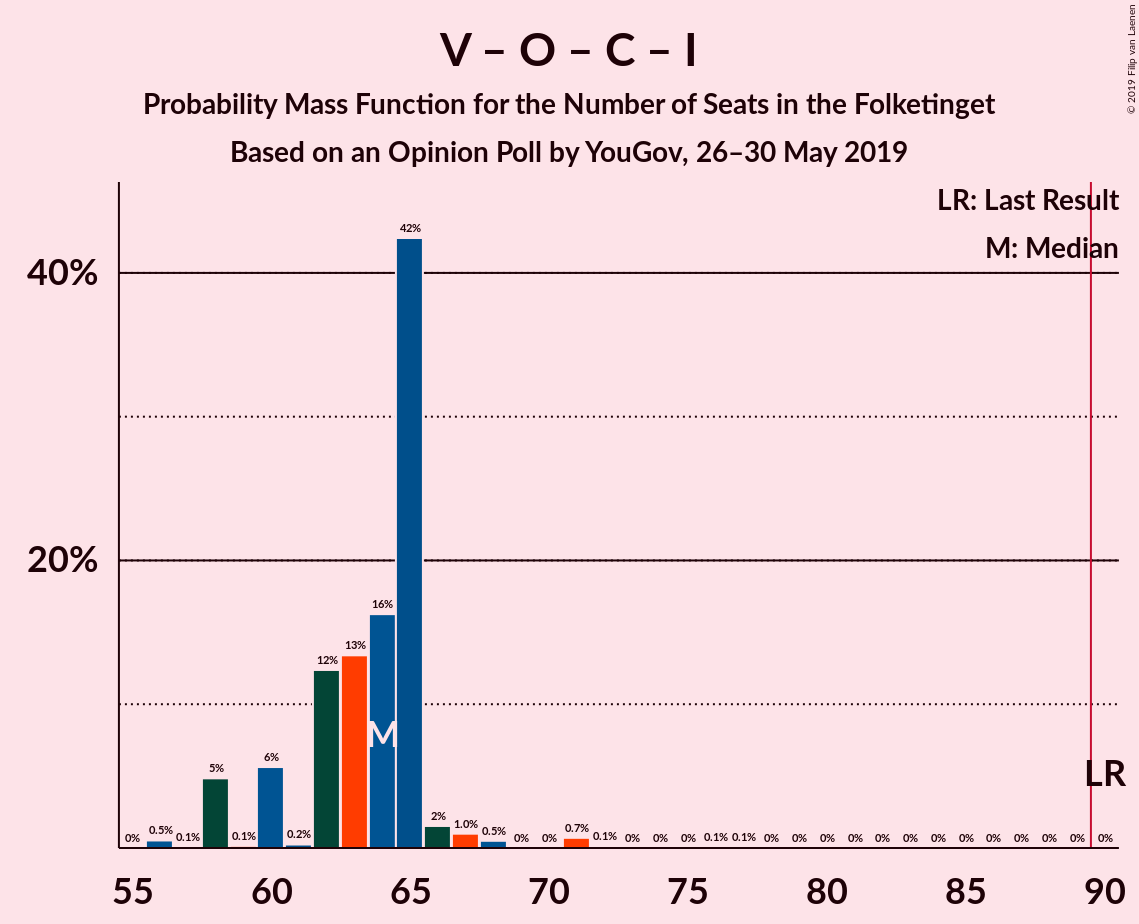 V – O – C – I
Probability Mass Function for the Number of Seats in the Folketinget
Based on an Opinion Poll by YouGov, 26–30 May 2019
© 2019 Filip van Laenen
LR: Last Result
M: Median
40%
20%
0% 0.5% 0.1% 5% 0.1% 6% 0.2% 12% 13% 16% 42% 2% 1.0% 0.5% 0% 0% 0.7% 0.1% 0% 0% 0% 0.1% 0.1% 0% 0% 0% 0% 0% 0% 0% 0% 0% 0% 0% 0% 0%
M
LR
55 60 65 70 75 80 85 90